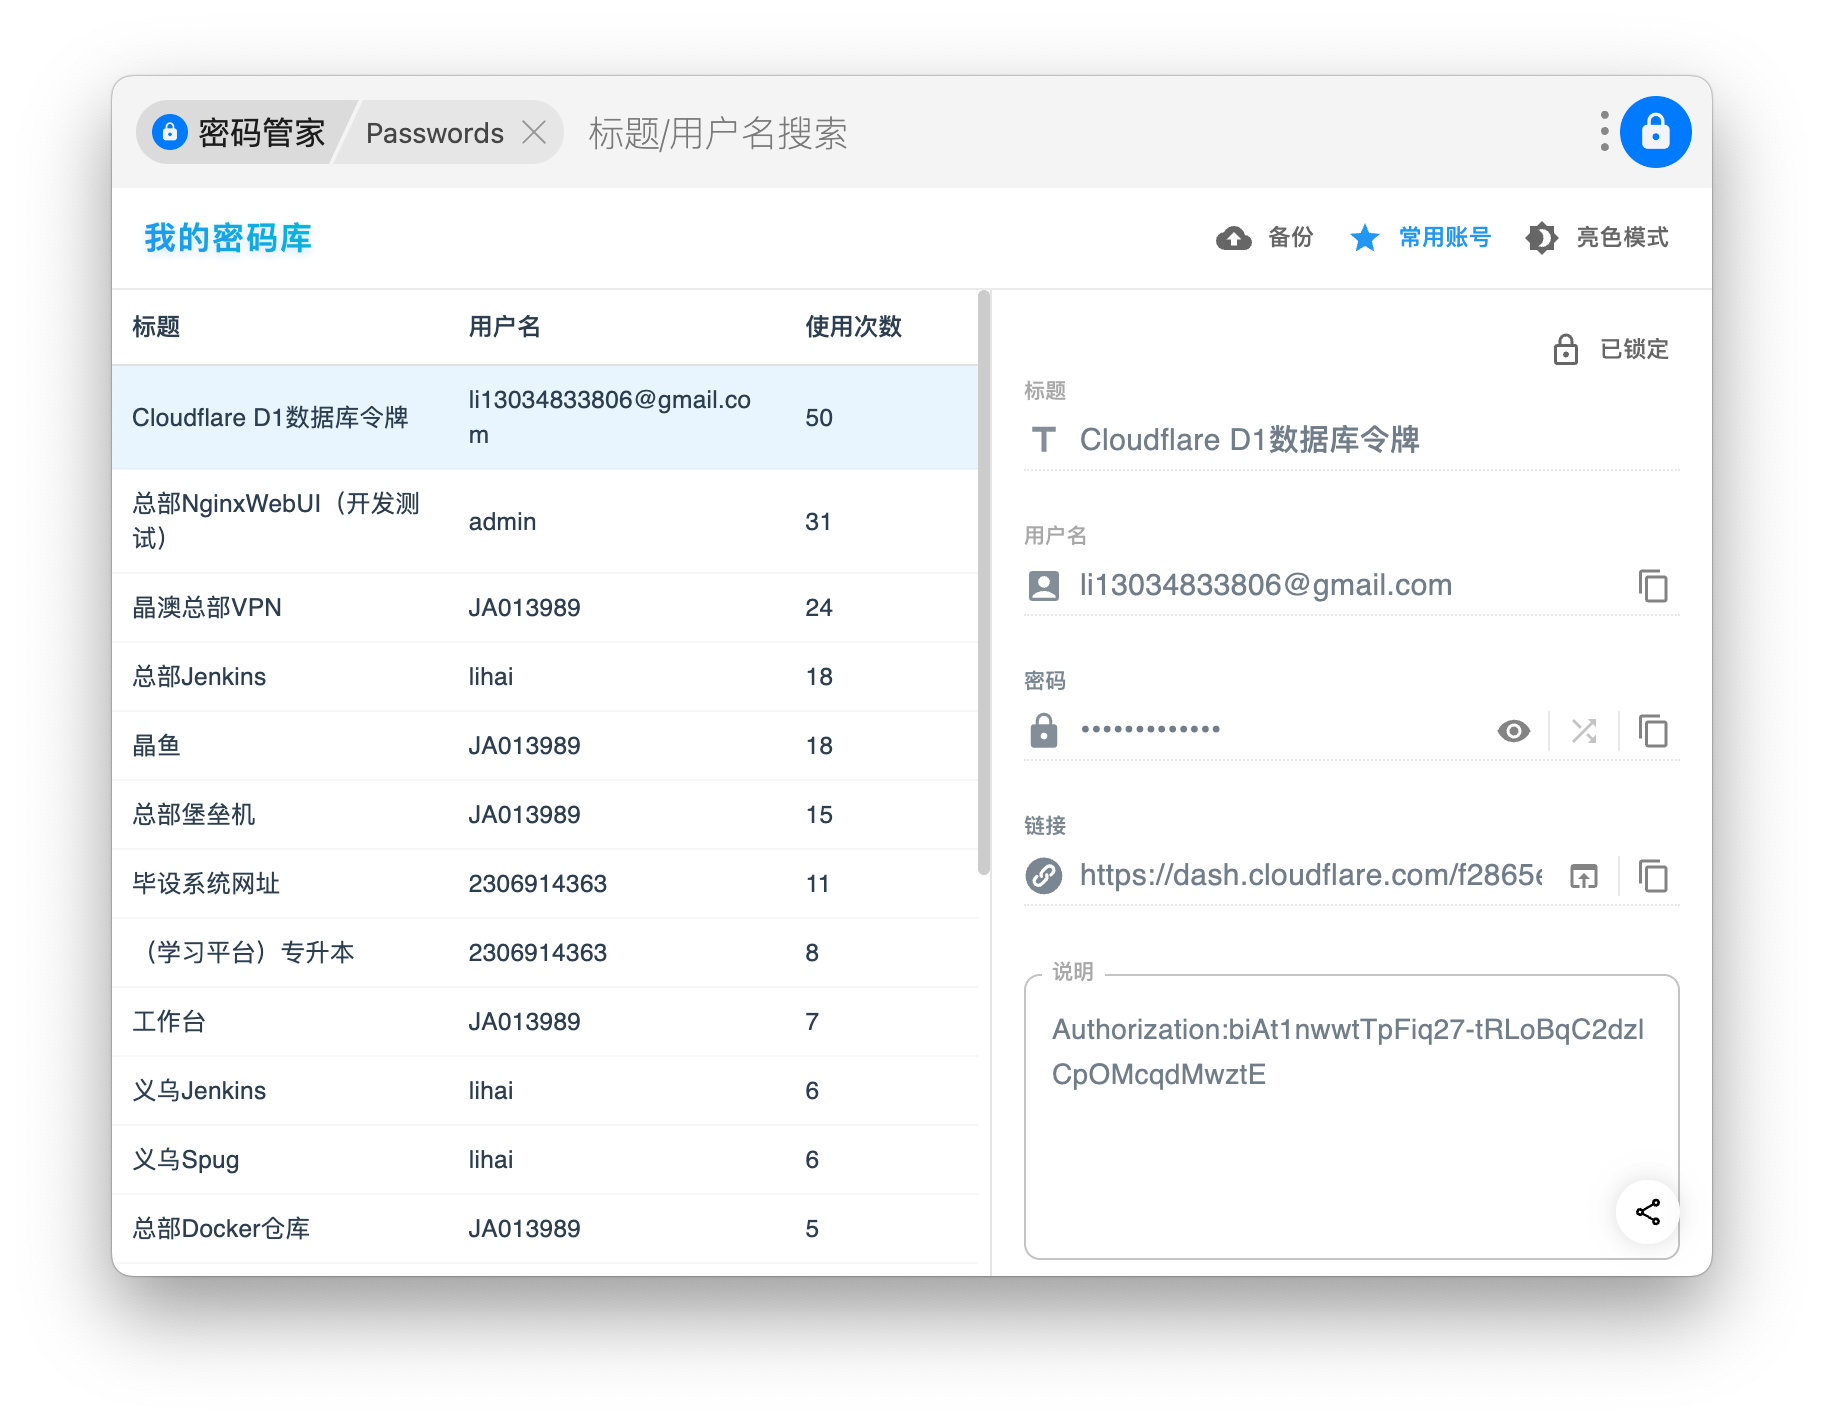 密码管家 Passwords 标题/用户名搜索
我的密码库 备份 常用账号 亮色模式
标题 用户名 使用次数
Cloudflare D1数据库令牌 li13034833806@gmail.co 50
m
总部NginxWebUI（开发测 admin 31
试）
晶澳总部VPN JA013989 24
总部Jenkins lihai 18
晶鱼 JA013989 18
总部堡垒机 JA013989 15
毕设系统网址 2306914363 11
（学习平台）专升本 2306914363 8
工作台 JA013989 7
义乌Jenkins lihai 6
义乌Spug lihai 6
总部Docker仓库 JA013989 5
已锁定
标题
Cloudflare D1数据库令牌
用户名
li13034833806@gmail.com
密码
•••••••••••••
链接
https://dash.cloudflare.com/f2865e
说明
Authorization:biAt1nwwtTpFiq27-tRLoBqC2dzl
CpOMcqdMwztE